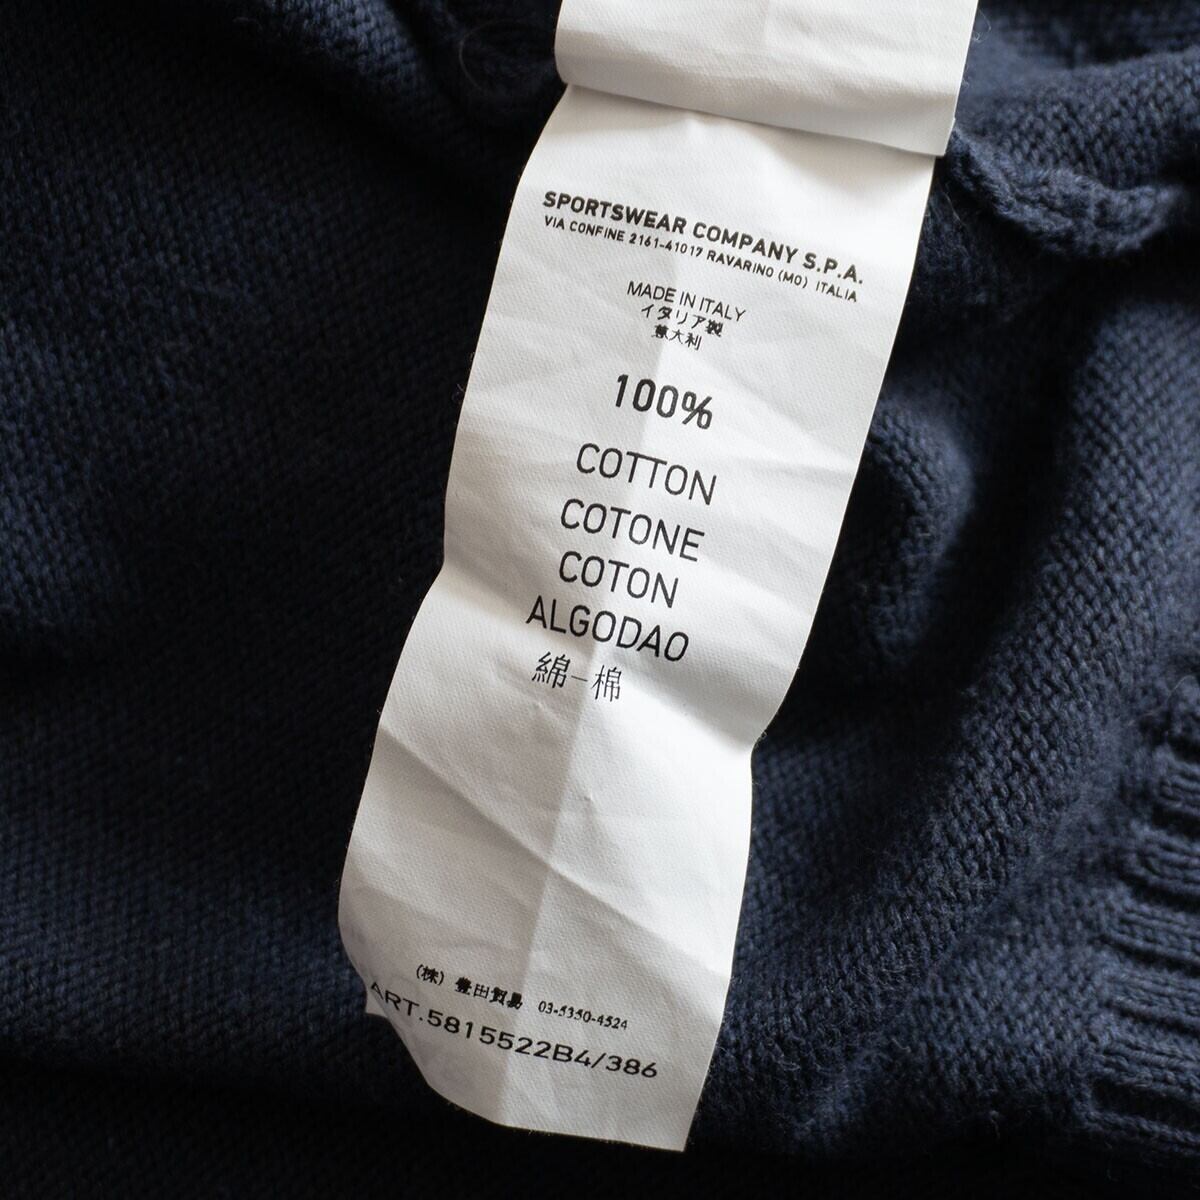 SPORTSWEAR COMPANY S.P.A.
VIA CONFINE 2161-41017 RAVARINO (MO) ITALIA
MADE IN ITALY
イタリア製
意大利
100%
COTTON
COTONE
COTON
ALGODAO
綿-棉
(株) 豊田貿易 03-5350-4524
ART.5815522B4/386